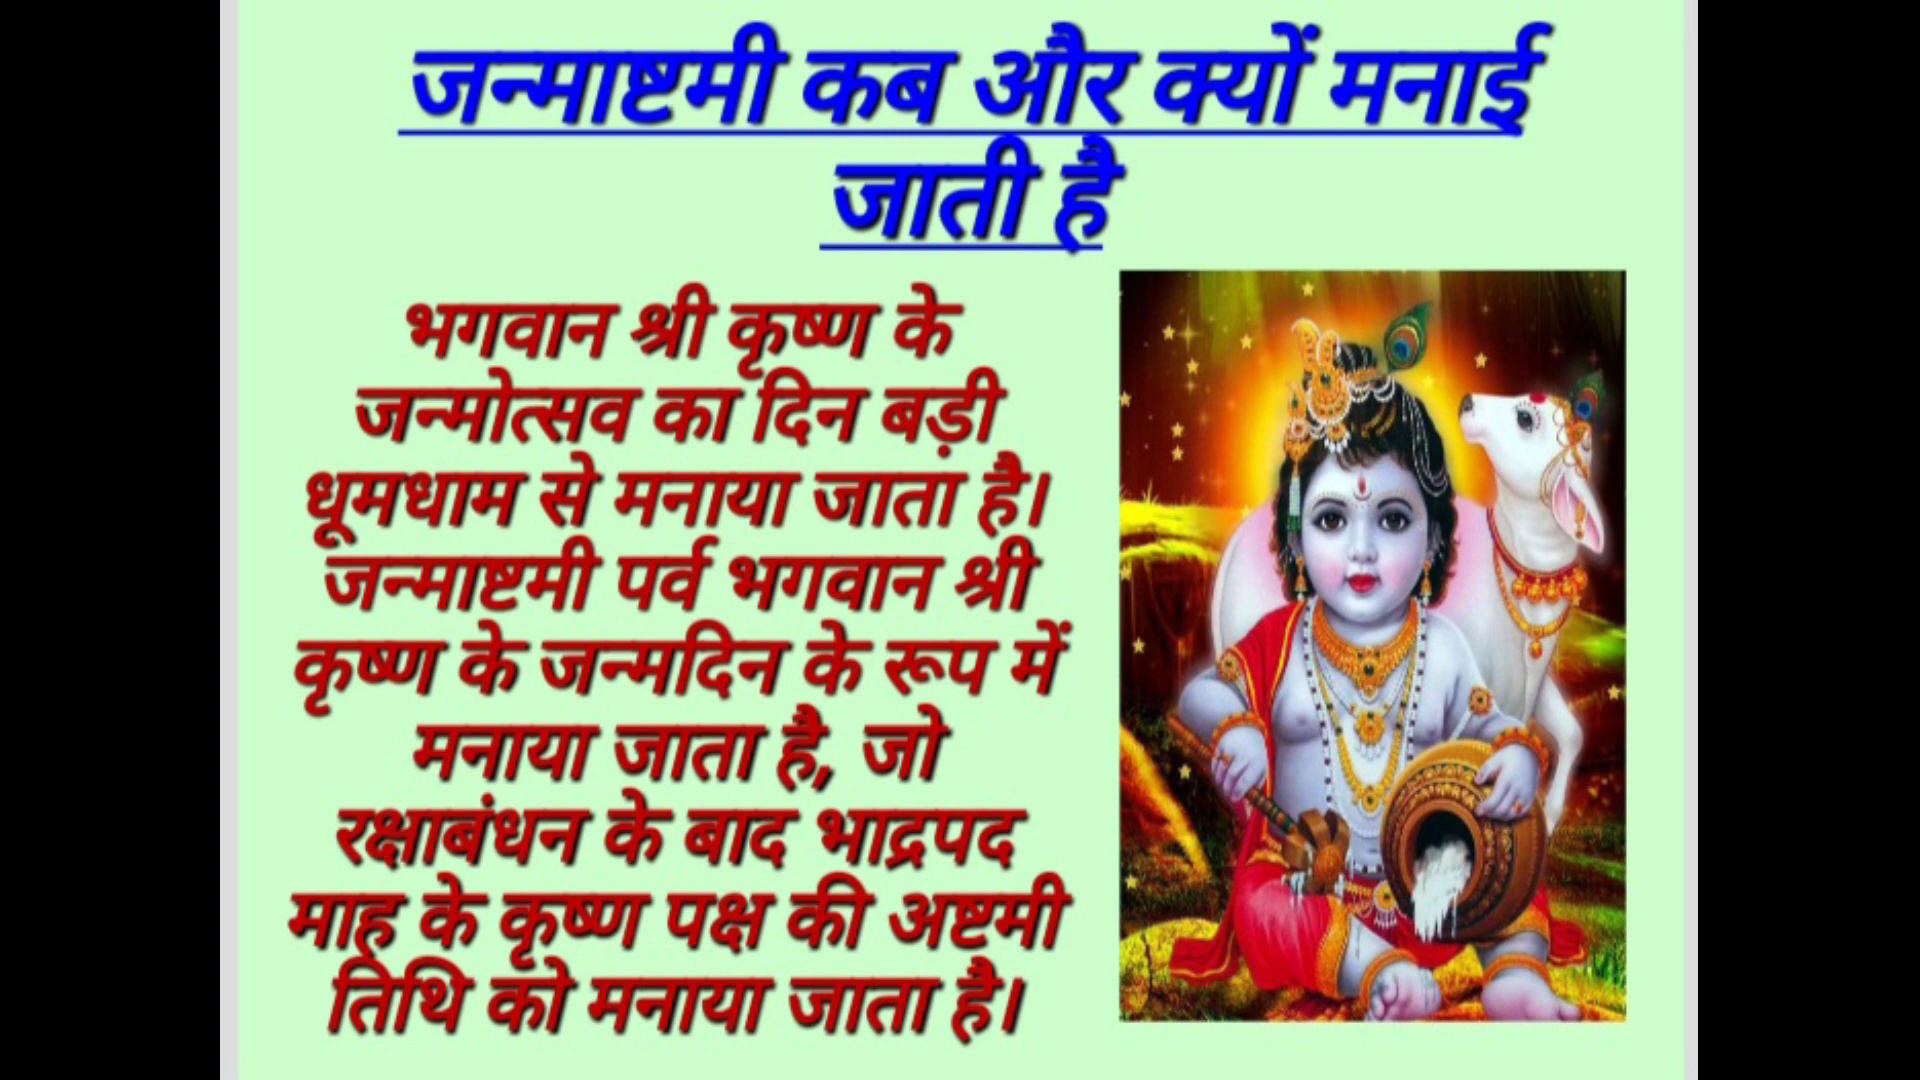 जन्माष्टमी कब और क्यों मनाई
जाती है
भगवान श्री कृष्ण के
जन्मोत्सव का दिन बड़ी
धूमधाम से मनाया जाता है।
जन्माष्टमी पर्व भगवान श्री
कृष्ण के जन्मदिन के रूप में
मनाया जाता है, जो
रक्षाबंधन के बाद भाद्रपद
माह के कृष्ण पक्ष की अष्टमी
तिथि को मनाया जाता है।